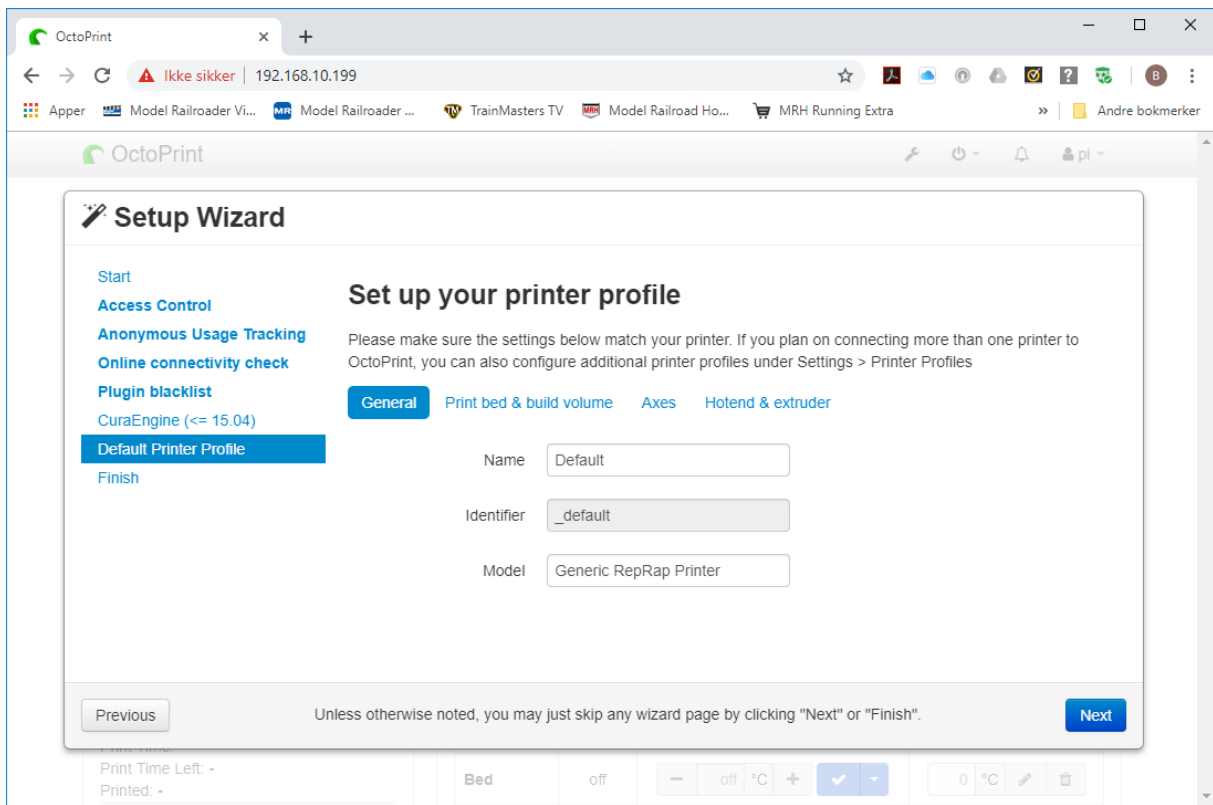 OctoPrint
Ikke sikker | 192.168.10.199
B
Apper Model Railroader Vi... MR Model Railroader ... TV TrainMasters TV MRH Model Railroad Ho... MRH Running Extra » Andre bokmerker
OctoPrint pi
Setup Wizard
Start
Access Control
Anonymous Usage Tracking
Online connectivity check
Plugin blacklist
CuraEngine (<= 15.04)
Default Printer Profile
Finish
Set up your printer profile
Please make sure the settings below match your printer. If you plan on connecting more than one printer to
OctoPrint, you can also configure additional printer profiles under Settings > Printer Profiles
General Print bed & build volume Axes Hotend & extruder
Name Default
Identifier _default
Model Generic RepRap Printer
Previous Unless otherwise noted, you may just skip any wizard page by clicking "Next" or "Finish". Next
Print Time:
Print Time Left: -
Printed: -
Bed off - off °C + 0 °C